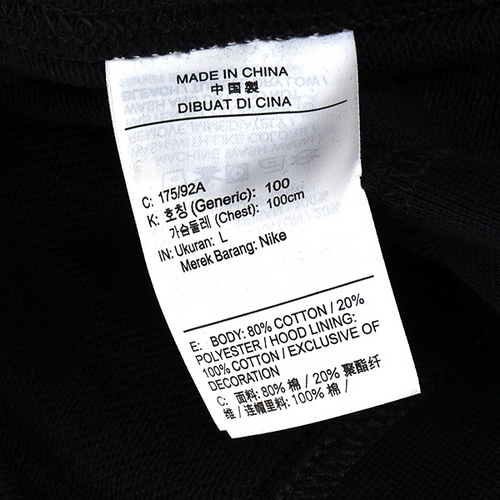 MADE IN CHINA
中国製
DIBUAT DI CINA
C: 175/92A
K: 호칭 (Generic): 100
가슴둘레 (Chest): 100cm
IN: Ukuran: L
Merek Barang: Nike
E: BODY: 80% COTTON / 20%
POLYESTER / HOOD LINING:
100% COTTON / EXCLUSIVE OF
DECORATION
C: 面料: 80% 棉 / 20% 聚酯纤
维 / 连帽里料: 100% 棉 /